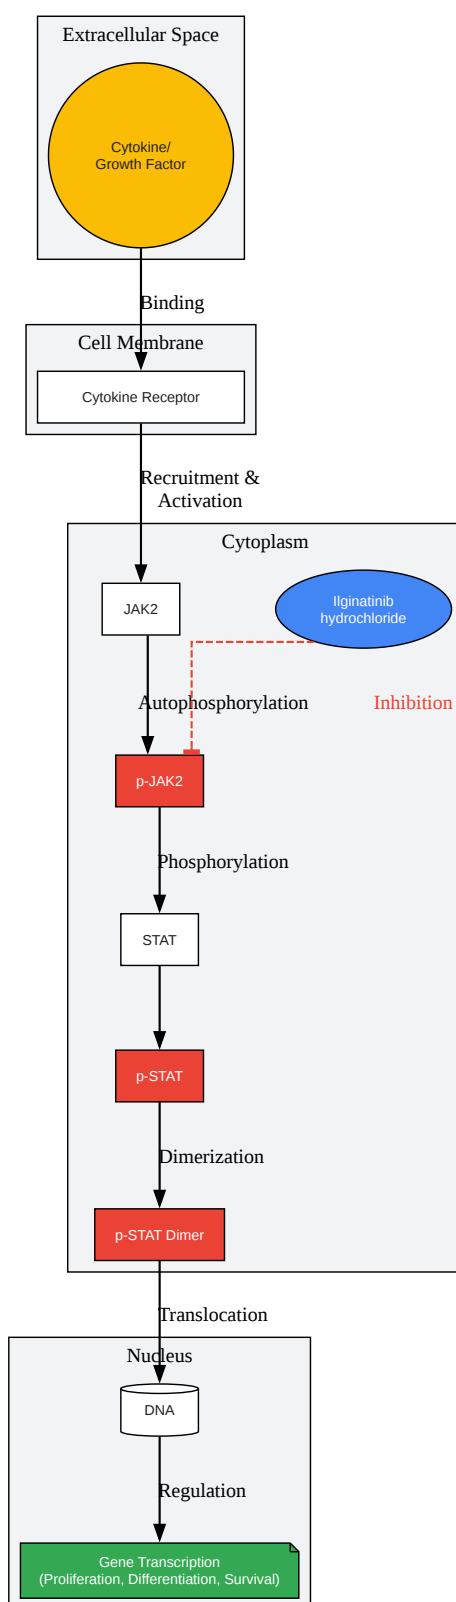 Extracellular Space
Cytokine/
Growth Factor
Binding
Cell Membrane
Cytokine Receptor
Recruitment &
Activation
Cytoplasm
JAK2
Ilginatinib
hydrochloride
Autophosphorylation
Inhibition
p-JAK2
Phosphorylation
STAT
p-STAT
Dimerization
p-STAT Dimer
Translocation
Nucleus
DNA
Regulation
Gene Transcription
(Proliferation, Differentiation, Survival)